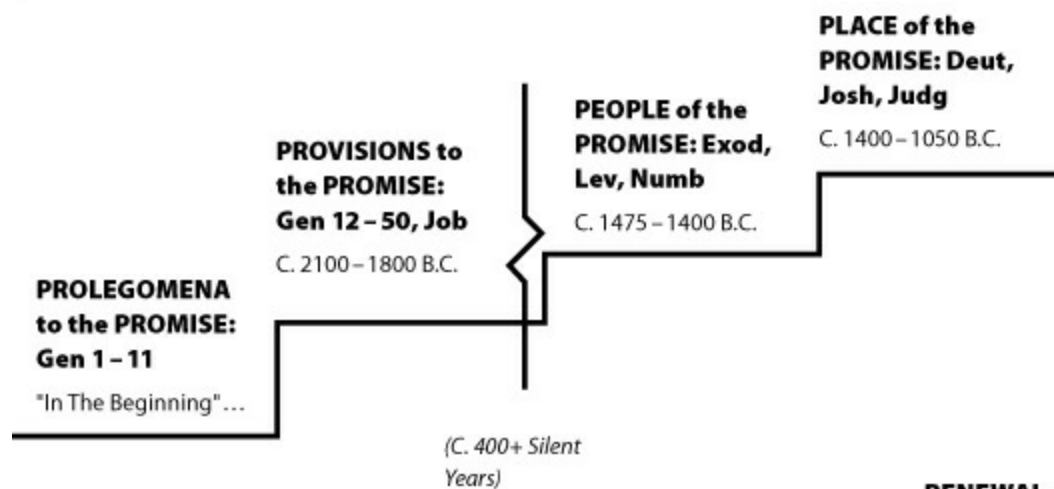 PROLEGOMENA
to the PROMISE:
Gen 1–11
"In The Beginning"…
PROVISIONS to
the PROMISE:
Gen 12–50, Job
C. 2100–1800 B.C.
(C. 400+ Silent
Years)
PEOPLE of the
PROMISE: Exod,
Lev, Numb
C. 1475–1400 B.C.
PLACE of the
PROMISE: Deut,
Josh, Judg
C. 1400–1050 B.C.
RENEWAL